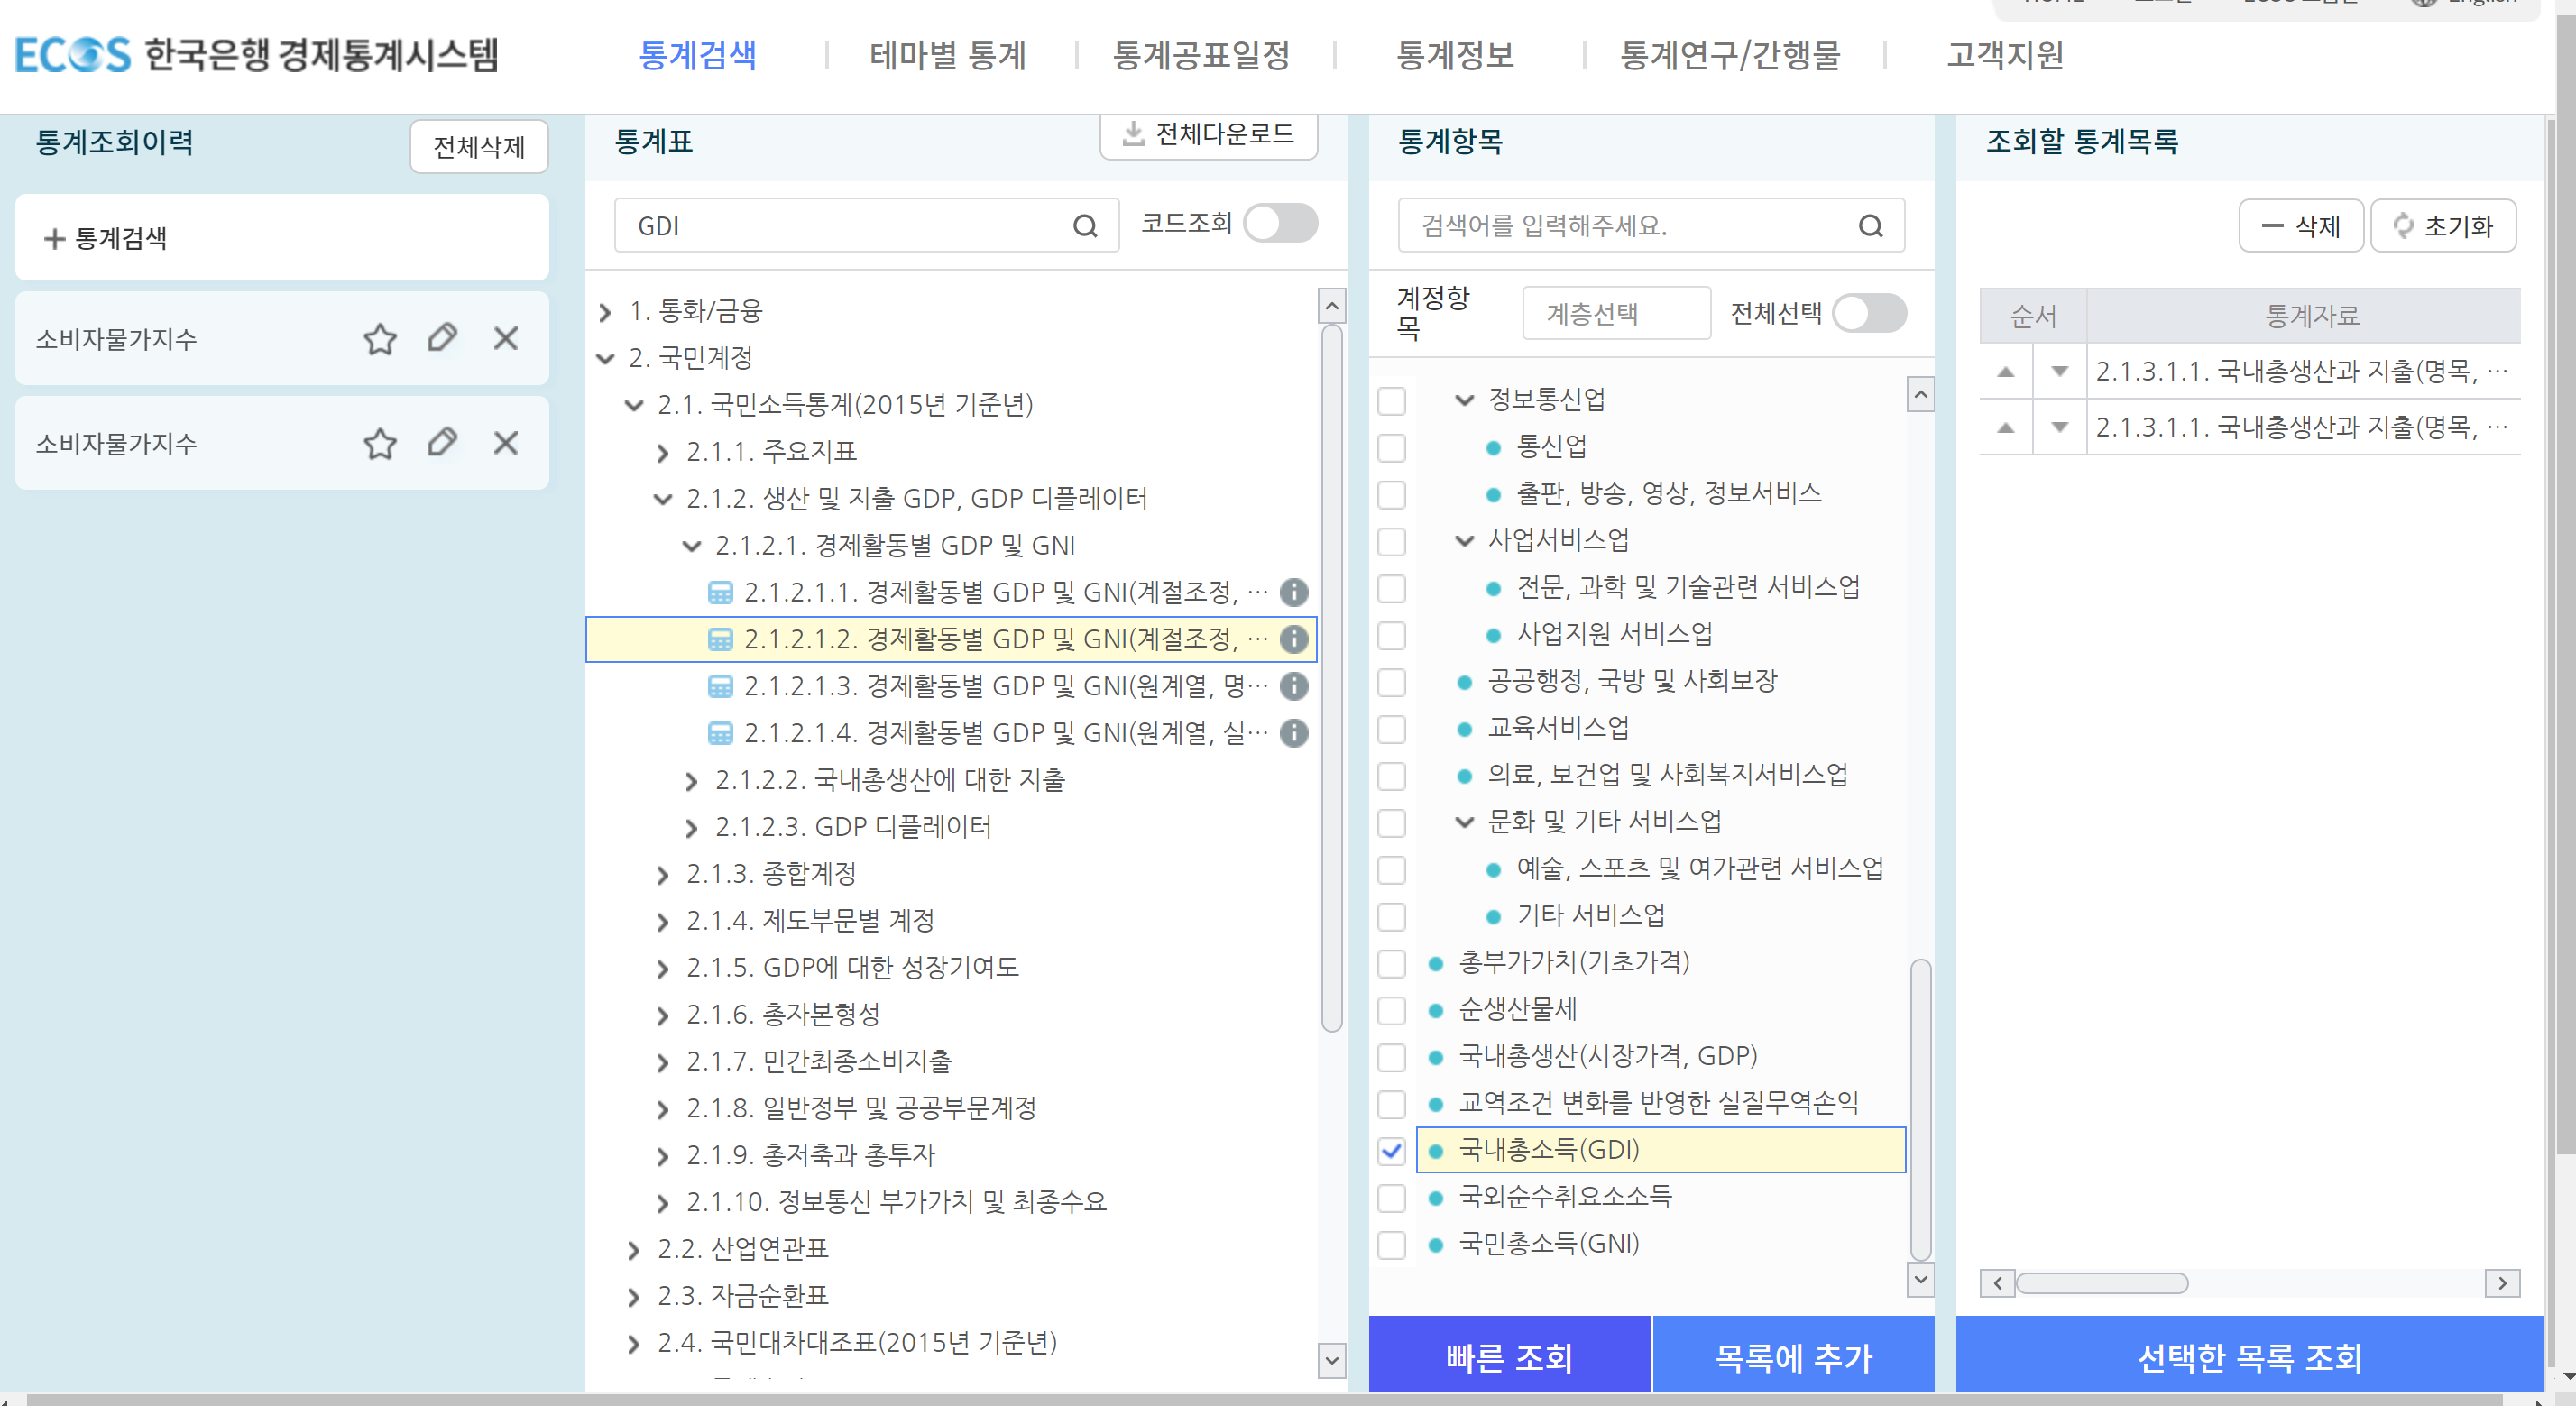 ECOS 한국은행 경제통계시스템
통계검색
테마별 통계
통계공표일정
통계정보
통계연구/간행물
고객지원
통계조회이력
전체삭제
+ 통계검색
소비자물가지수
소비자물가지수
통계표
전체다운로드
GDI
코드조회
1. 통화/금융
2. 국민계정
2.1. 국민소득통계(2015년 기준년)
2.1.1. 주요지표
2.1.2. 생산 및 지출 GDP, GDP 디플레이터
2.1.2.1. 경제활동별 GDP 및 GNI
2.1.2.1.1. 경제활동별 GDP 및 GNI(계절조정, ...
2.1.2.1.2. 경제활동별 GDP 및 GNI(계절조정, ...
2.1.2.1.3. 경제활동별 GDP 및 GNI(원계열, 명...
2.1.2.1.4. 경제활동별 GDP 및 GNI(원계열, 실...
2.1.2.2. 국내총생산에 대한 지출
2.1.2.3. GDP 디플레이터
2.1.3. 종합계정
2.1.4. 제도부문별 계정
2.1.5. GDP에 대한 성장기여도
2.1.6. 총자본형성
2.1.7. 민간최종소비지출
2.1.8. 일반정부 및 공공부문계정
2.1.9. 총저축과 총투자
2.1.10. 정보통신 부가가치 및 최종수요
2.2. 산업연관표
2.3. 자금순환표
2.4. 국민대차대조표(2015년 기준년)
통계항목
검색어를 입력해주세요.
계정항
목
계층선택
전체선택
정보통신업
통신업
출판, 방송, 영상, 정보서비스
사업서비스업
전문, 과학 및 기술관련 서비스업
사업지원 서비스업
공공행정, 국방 및 사회보장
교육서비스업
의료, 보건업 및 사회복지서비스업
문화 및 기타 서비스업
예술, 스포츠 및 여가관련 서비스업
기타 서비스업
총부가가치(기초가격)
순생산물세
국내총생산(시장가격, GDP)
교역조건 변화를 반영한 실질무역손익
국내총소득(GDI)
국외순수취요소소득
국민총소득(GNI)
빠른 조회
목록에 추가
조회할 통계목록
삭제
초기화
순서
통계자료
2.1.3.1.1. 국내총생산과 지출(명목, ...
2.1.3.1.1. 국내총생산과 지출(명목, ...
선택한 목록 조회